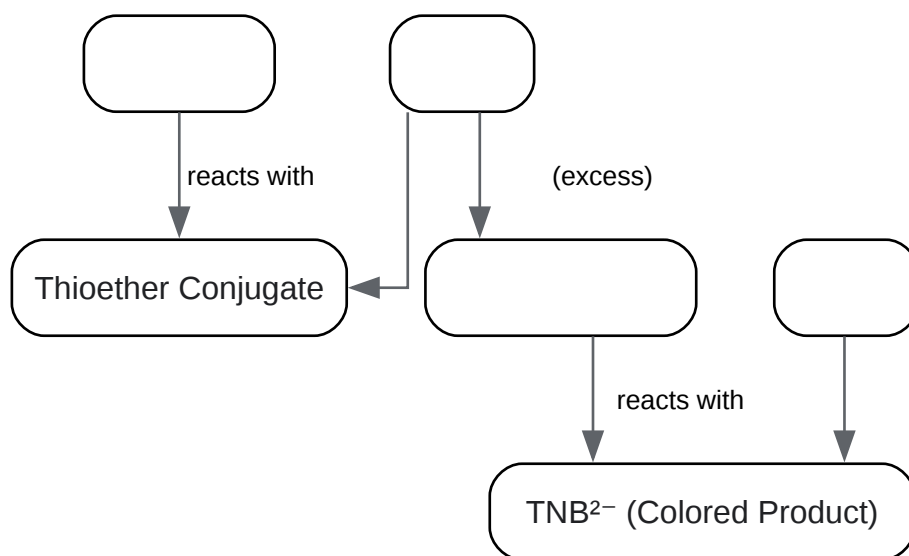 reacts with
(excess)
Thioether Conjugate
reacts with
TNB²⁻ (Colored Product)